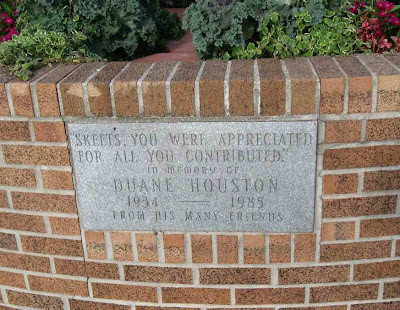 "SKEETS, YOU WERE APPRECIATED
FOR ALL YOU CONTRIBUTED."
IN MEMORY OF
DUANE HOUSTON
1934 — 1985
FROM HIS MANY FRIENDS